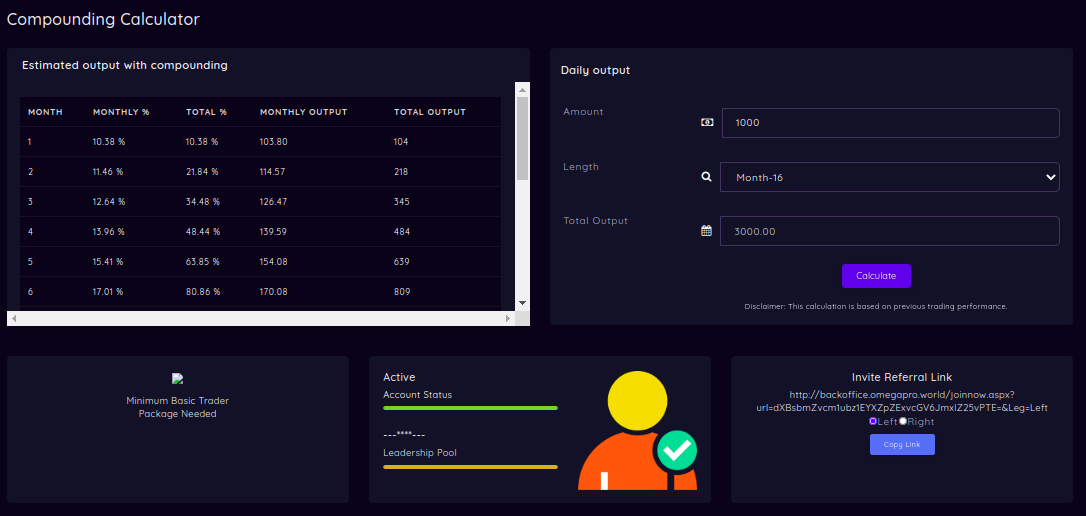 Compounding Calculator
Estimated output with compounding
MONTH MONTHLY % TOTAL % MONTHLY OUTPUT TOTAL OUTPUT
1 10.38 % 10.38 % 103.80 104
2 11.46 % 21.84 % 114.57 218
3 12.64 % 34.48 % 126.47 345
4 13.96 % 48.44 % 139.59 484
5 15.41 % 63.85 % 154.08 639
6 17.01 % 80.86 % 170.08 809
Daily output
Amount 1000
Length Month-16
Total Output 3000.00
Calculate
Disclaimer: This calculation is based on previous trading performance.
Minimum Basic Trader
Package Needed
Active
Account Status
---****---
Leadership Pool
Invite Referral Link
http://backoffice.omegapro.world/joinnow.aspx?
url=dXBsbmZvcm1ubz1EYXZpZExvcGV6JmxlZ25vPTE=&Leg=Left
Left Right
Copy Link